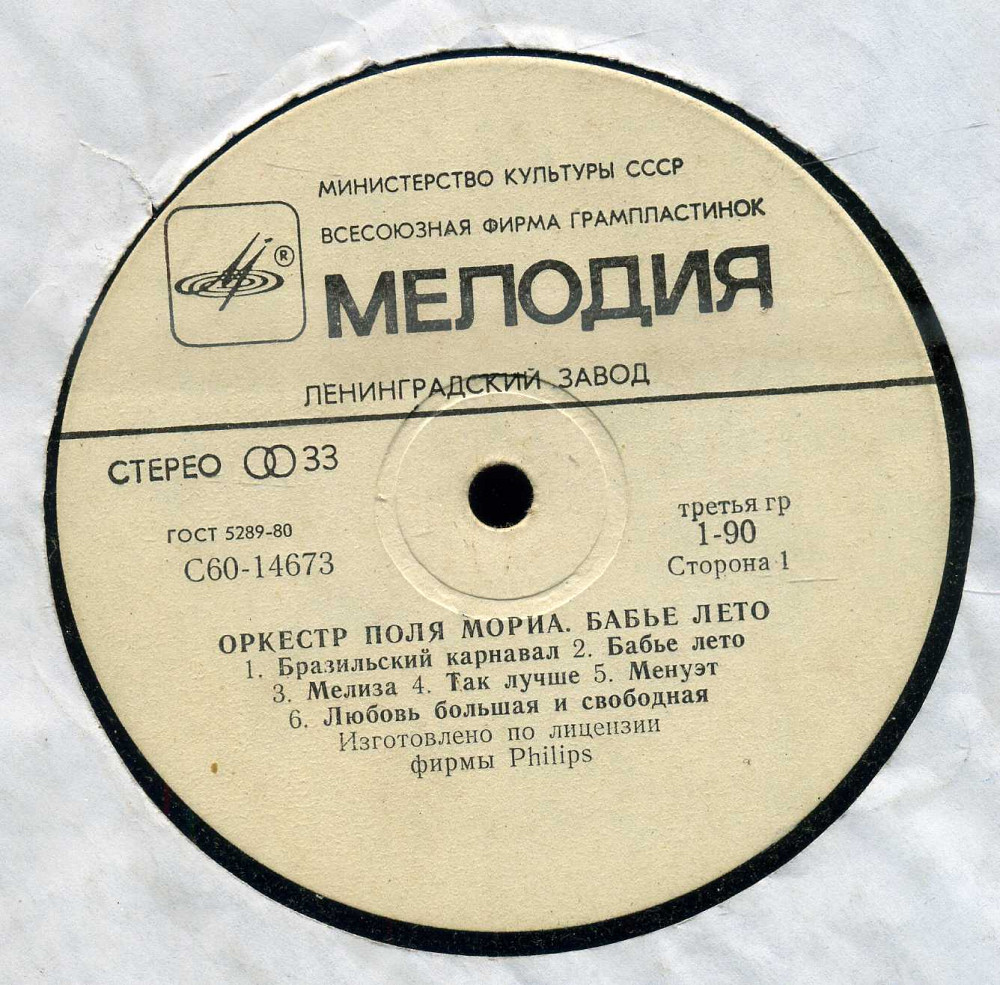 МИНИСТЕРСТВО КУЛЬТУРЫ СССР
ВСЕСОЮЗНАЯ ФИРМА ГРАМПЛАСТИНОК
®
МЕЛОДИЯ
ЛЕНИНГРАДСКИЙ ЗАВОД
СТЕРЕО 33
ГОСТ 5289-80
С60-14673
третья гр
1-90
Сторона 1
ОРКЕСТР ПОЛЯ МОРИА. БАБЬЕ ЛЕТО
1. Бразильский карнавал 2. Бабье лето
3. Мелиза 4. Так лучше 5. Менуэт
6. Любовь большая и свободная
Изготовлено по лицензии
фирмы Philips